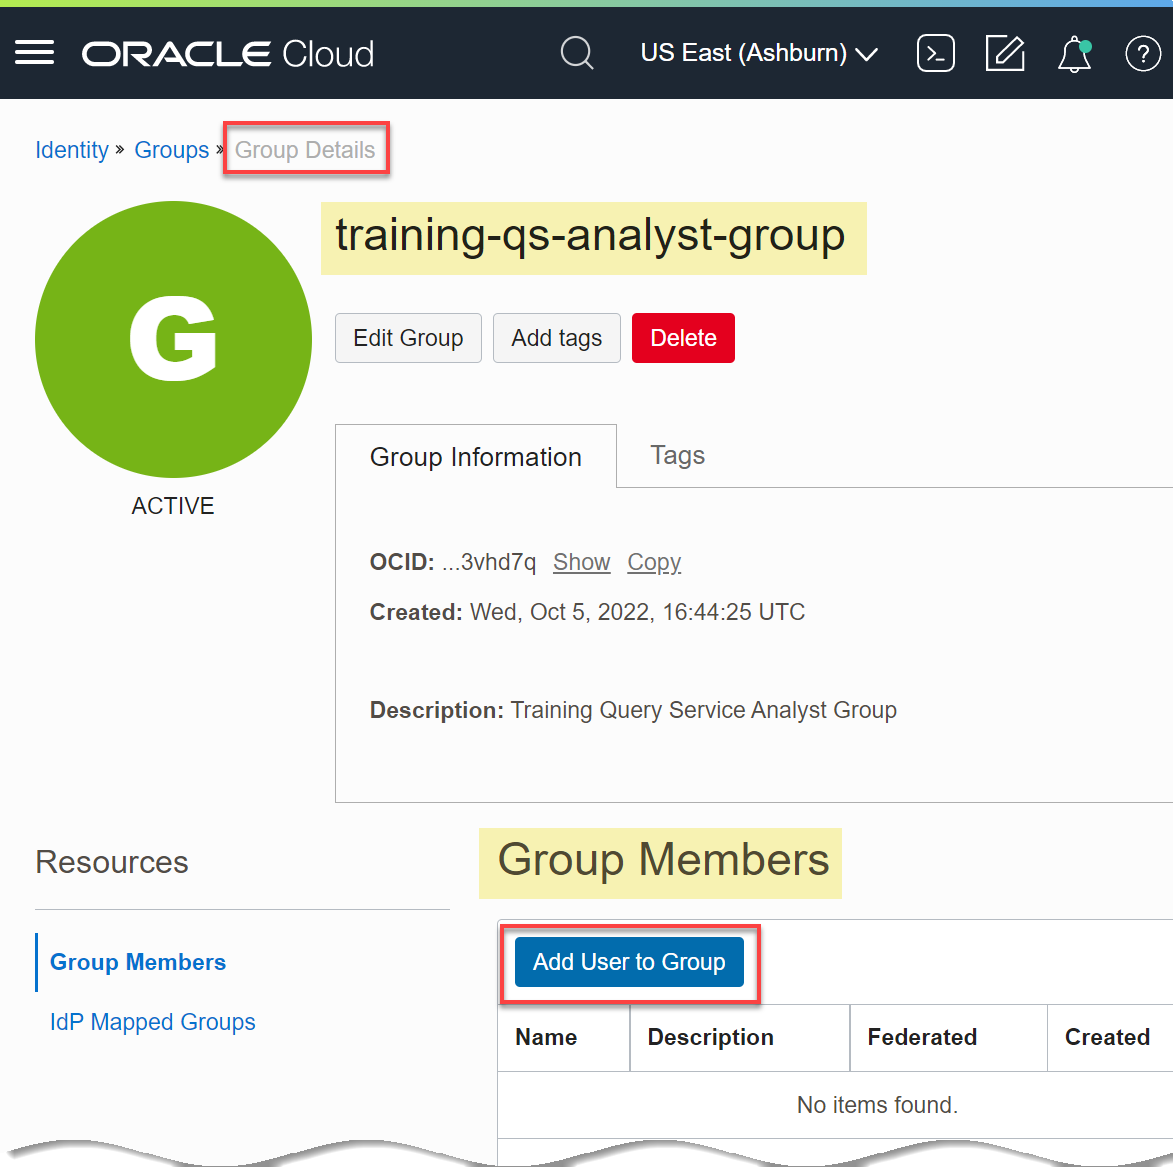 ORACLE Cloud
US East (Ashburn)
?
Identity » Groups » Group Details
G
ACTIVE
training-qs-analyst-group
Edit Group
Add tags
Delete
Group Information
Tags
OCID: ...3vhd7q Show Copy
Created: Wed, Oct 5, 2022, 16:44:25 UTC
Description: Training Query Service Analyst Group
Resources
Group Members
IdP Mapped Groups
Group Members
Add User to Group
Name Description Federated Created
No items found.